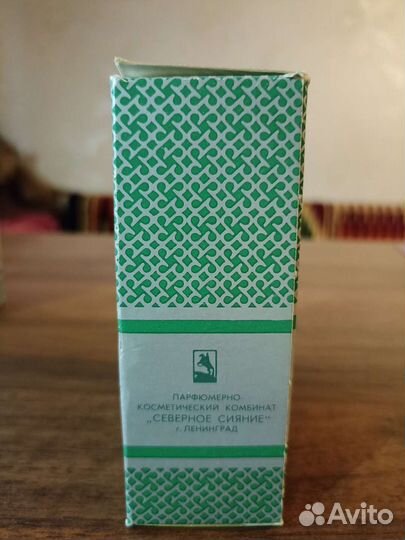 ПАРФЮМЕРНО-
КОСМЕТИЧЕСКИЙ КОМБИНАТ
„СЕВЕРНОЕ СИЯНИЕ"
г. ЛЕНИНГРАД
Avito